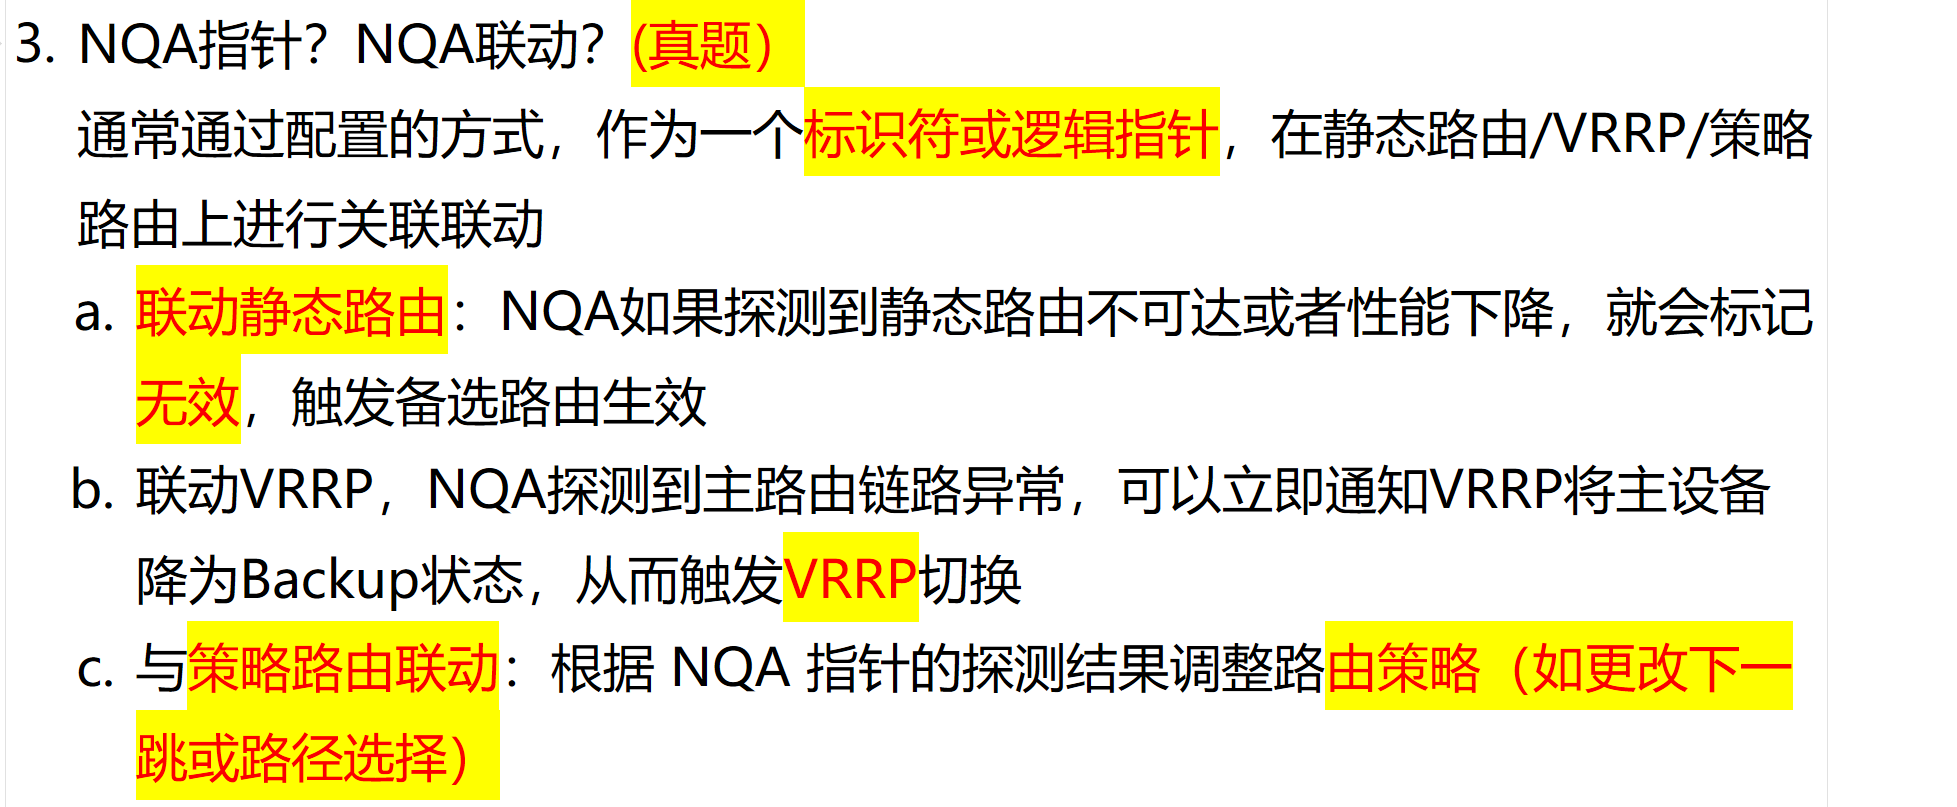 3. NQA指针？NQA联动？(真题）
通常通过配置的方式，作为一个标识符或逻辑指针，在静态路由/VRRP/策略
路由上进行关联联动
a. 联动静态路由：NQA如果探测到静态路由不可达或者性能下降，就会标记
无效，触发备选路由生效
b. 联动VRRP，NQA探测到主路由链路异常，可以立即通知VRRP将主设备
降为Backup状态，从而触发VRRP切换
c. 与策略路由联动：根据 NQA 指针的探测结果调整路由策略（如更改下一
跳或路径选择）